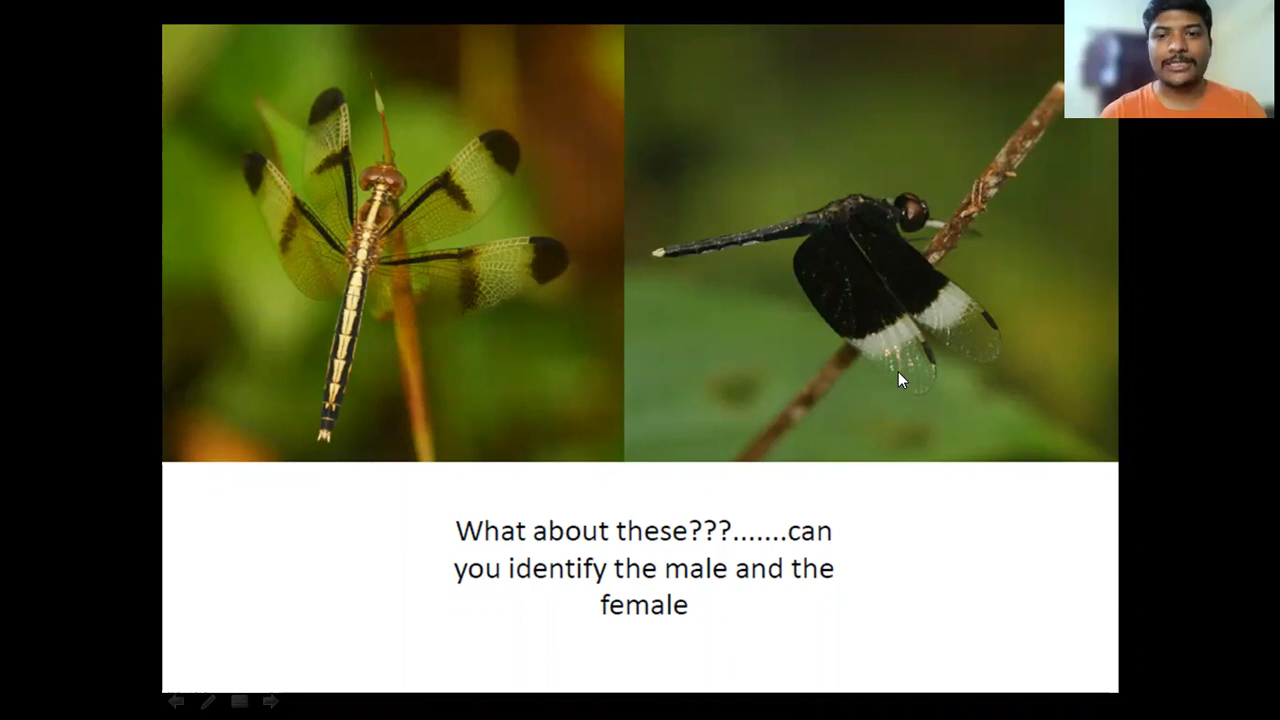 What about these???.......can
you identify the male and the
female